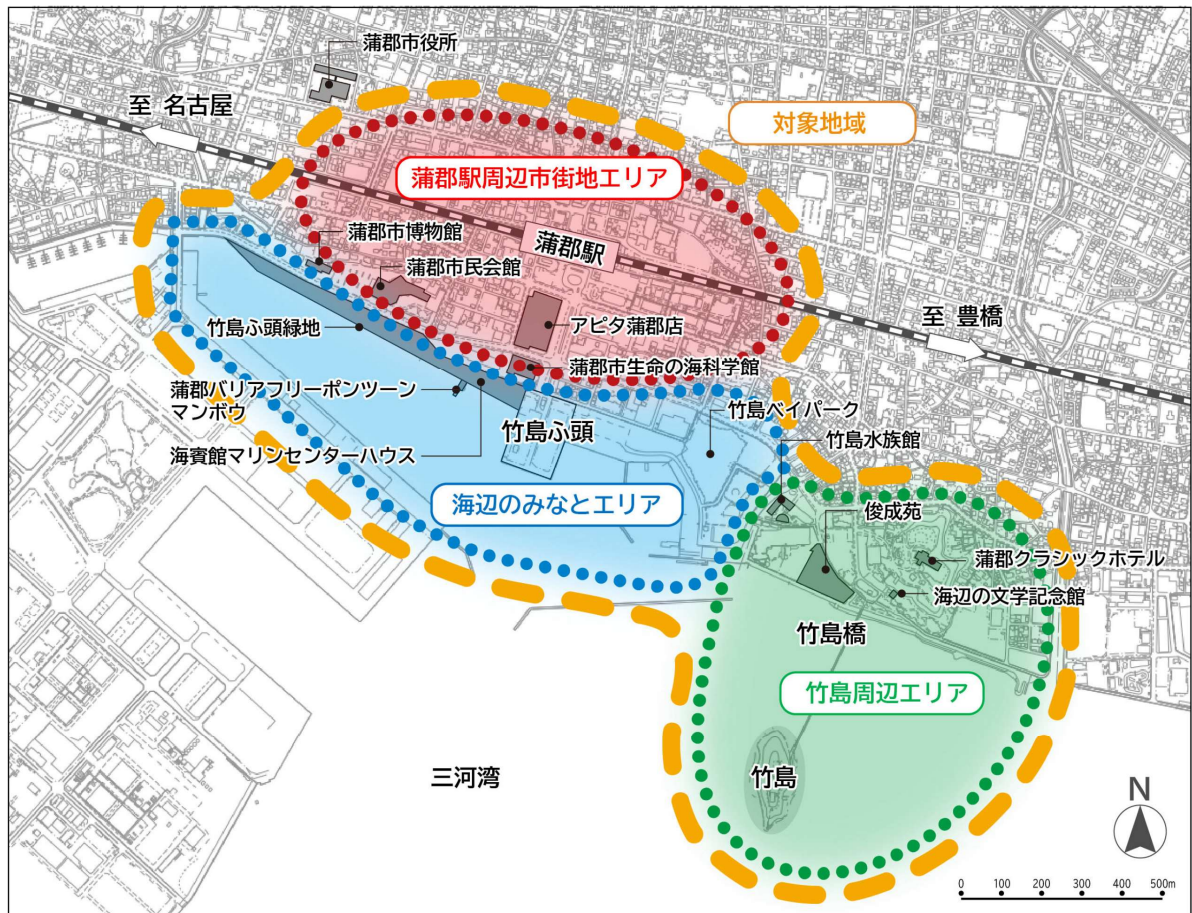 蒲郡市役所
至 名古屋
対象地域
蒲郡駅周辺市街地エリア
蒲郡市博物館
蒲郡駅
蒲郡市民会館
竹島ふ頭緑地
アピタ蒲郡店
至 豊橋
蒲郡市生命の海科学館
蒲郡バリアフリーポンツーン
マンボウ
竹島ベイパーク
竹島ふ頭
竹島水族館
海賓館マリンセンターハウス
海辺のみなとエリア
俊成苑
蒲郡クラシックホテル
海辺の文学記念館
竹島橋
竹島周辺エリア
三河湾
竹島
N
0 100 200 300 400 500m